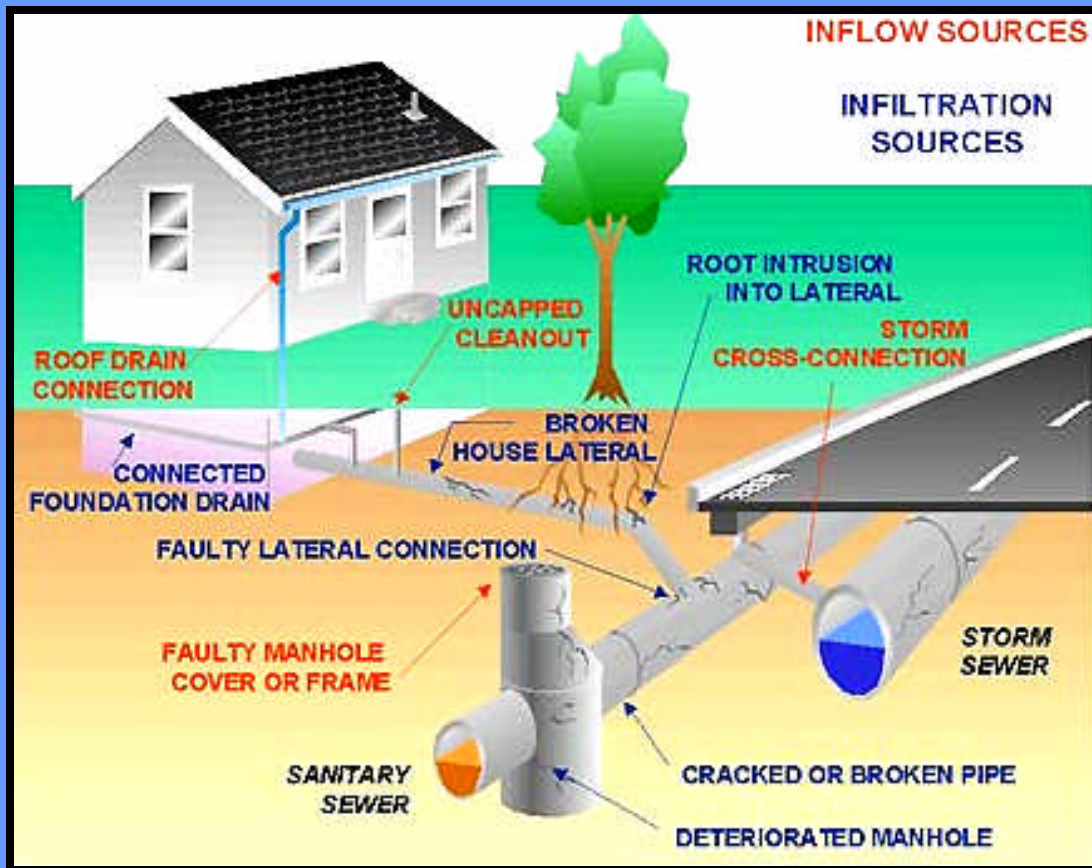 INFLOW SOURCES
INFILTRATION
SOURCES
ROOT INTRUSION
INTO LATERAL
UNCAPPED
CLEANOUT
STORM
CROSS-CONNECTION
ROOF DRAIN
CONNECTION
BROKEN
HOUSE LATERAL
CONNECTED
FOUNDATION DRAIN
FAULTY LATERAL CONNECTION
FAULTY MANHOLE
COVER OR FRAME
STORM
SEWER
SANITARY
SEWER
CRACKED OR BROKEN PIPE
DETERIORATED MANHOLE